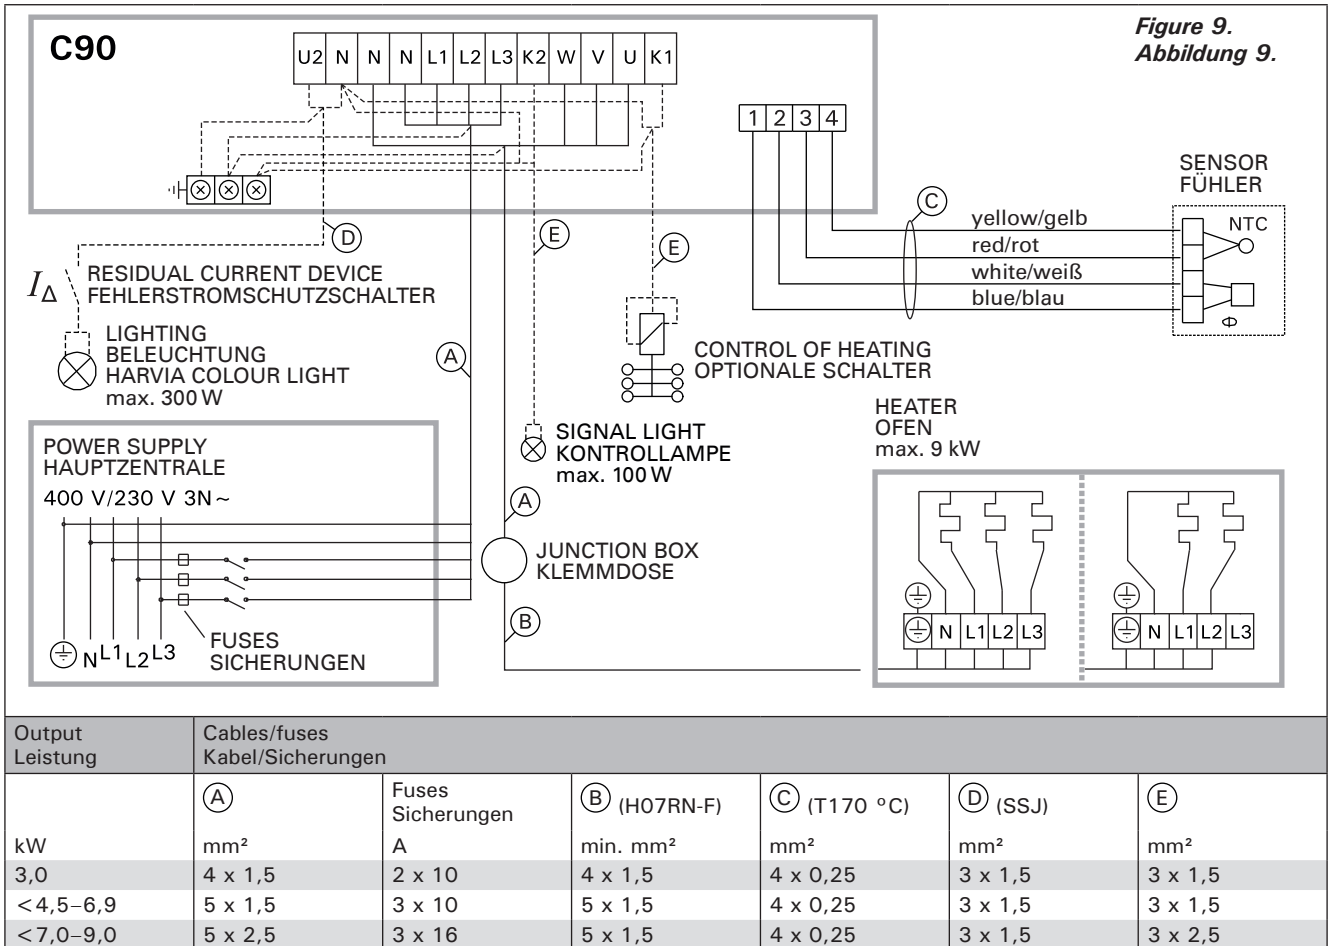 C90
U2 N N N L1 L2 L3 K2 W V U K1
Figure 9.
Abbildung 9.
1 2 3 4
SENSOR
FÜHLER
NTC
C
yellow/gelb
red/rot
white/weiß
blue/blau
D
E
E
I∆
RESIDUAL CURRENT DEVICE
FEHLERSTROMSCHUTZSCHALTER
LIGHTING
BELEUCHTUNG
HARVIA COLOUR LIGHT
max. 300 W
A
CONTROL OF HEATING
OPTIONALE SCHALTER
SIGNAL LIGHT
KONTROLLAMPE
max. 100 W
HEATER
OFEN
max. 9 kW
POWER SUPPLY
HAUPTZENTRALE
400 V/230 V 3N~
A
JUNCTION BOX
KLEMMDOSE
B
N L1 L2 L3
FUSES
SICHERUNGEN
N L1 L2 L3
N L1 L2 L3
Output
Leistung
Cables/fuses
Kabel/Sicherungen
A
Fuses
Sicherungen
B (H07RN-F)
C (T170 ºC)
D (SSJ)
E
kW mm² A min. mm² mm² mm² mm²
3,0 4 x 1,5 2 x 10 4 x 1,5 4 x 0,25 3 x 1,5 3 x 1,5
<4,5–6,9 5 x 1,5 3 x 10 5 x 1,5 4 x 0,25 3 x 1,5 3 x 1,5
<7,0–9,0 5 x 2,5 3 x 16 5 x 1,5 4 x 0,25 3 x 1,5 3 x 2,5